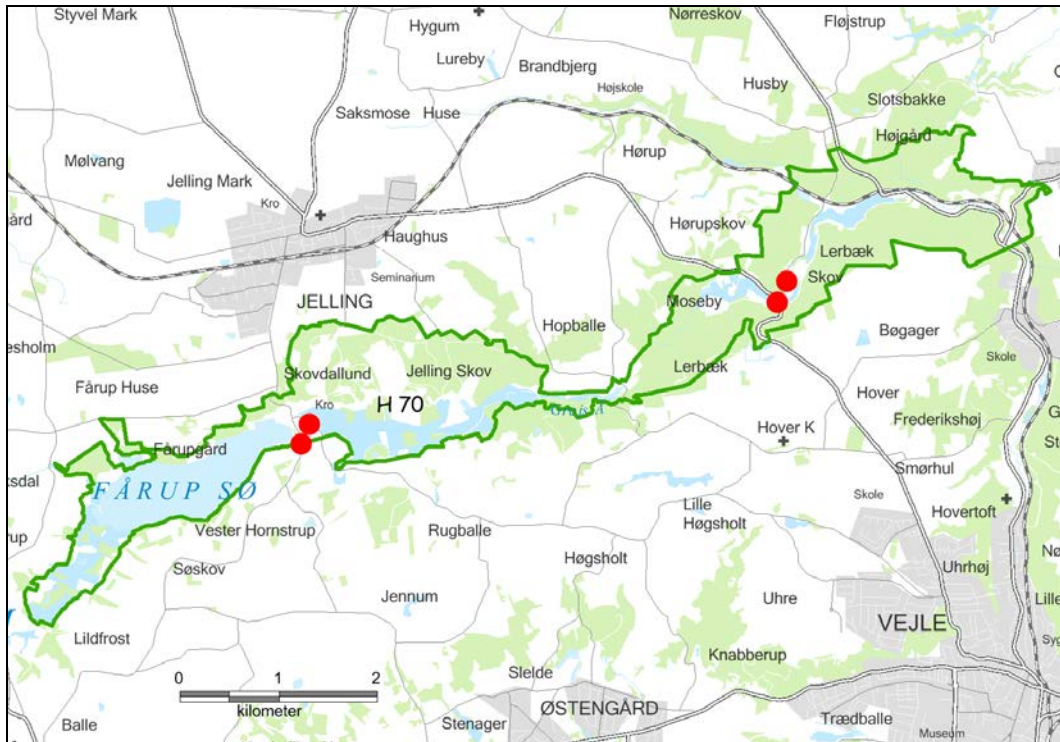 Styvel Mark
Hygum
Nørreskov
Fløjstrup
Lureby
Brandbjerg
Husby
Højskole
Slotsbakke
Saksmose Huse
Højgård
Mølvang
Hørup
Jelling Mark
Kro
Haughus
Hørupskov
Lerbæk
Seminarium
Skov
JELLING
Moseby
Hopballe
Bøgager
Skole
Fårup Huse
Skovdallund
Jelling Skov
Lerbæk
Hover
Kro
H 70
Frederikshøj
Hover K
Fårupgård
Smørhul
FÅRUP SØ
Skole
Lille
Høgsholt
Hovertoft
Vester Hornstrup
Rugballe
Høgsholt
Uhrhøj
Søskov
Jennum
Uhre
Lille
Lildfrost
VEJLE
Knabberup
Slelde
0 1 2
kilometer
ØSTENGÅRD
Balle
Stenager
Trædballe
Museum